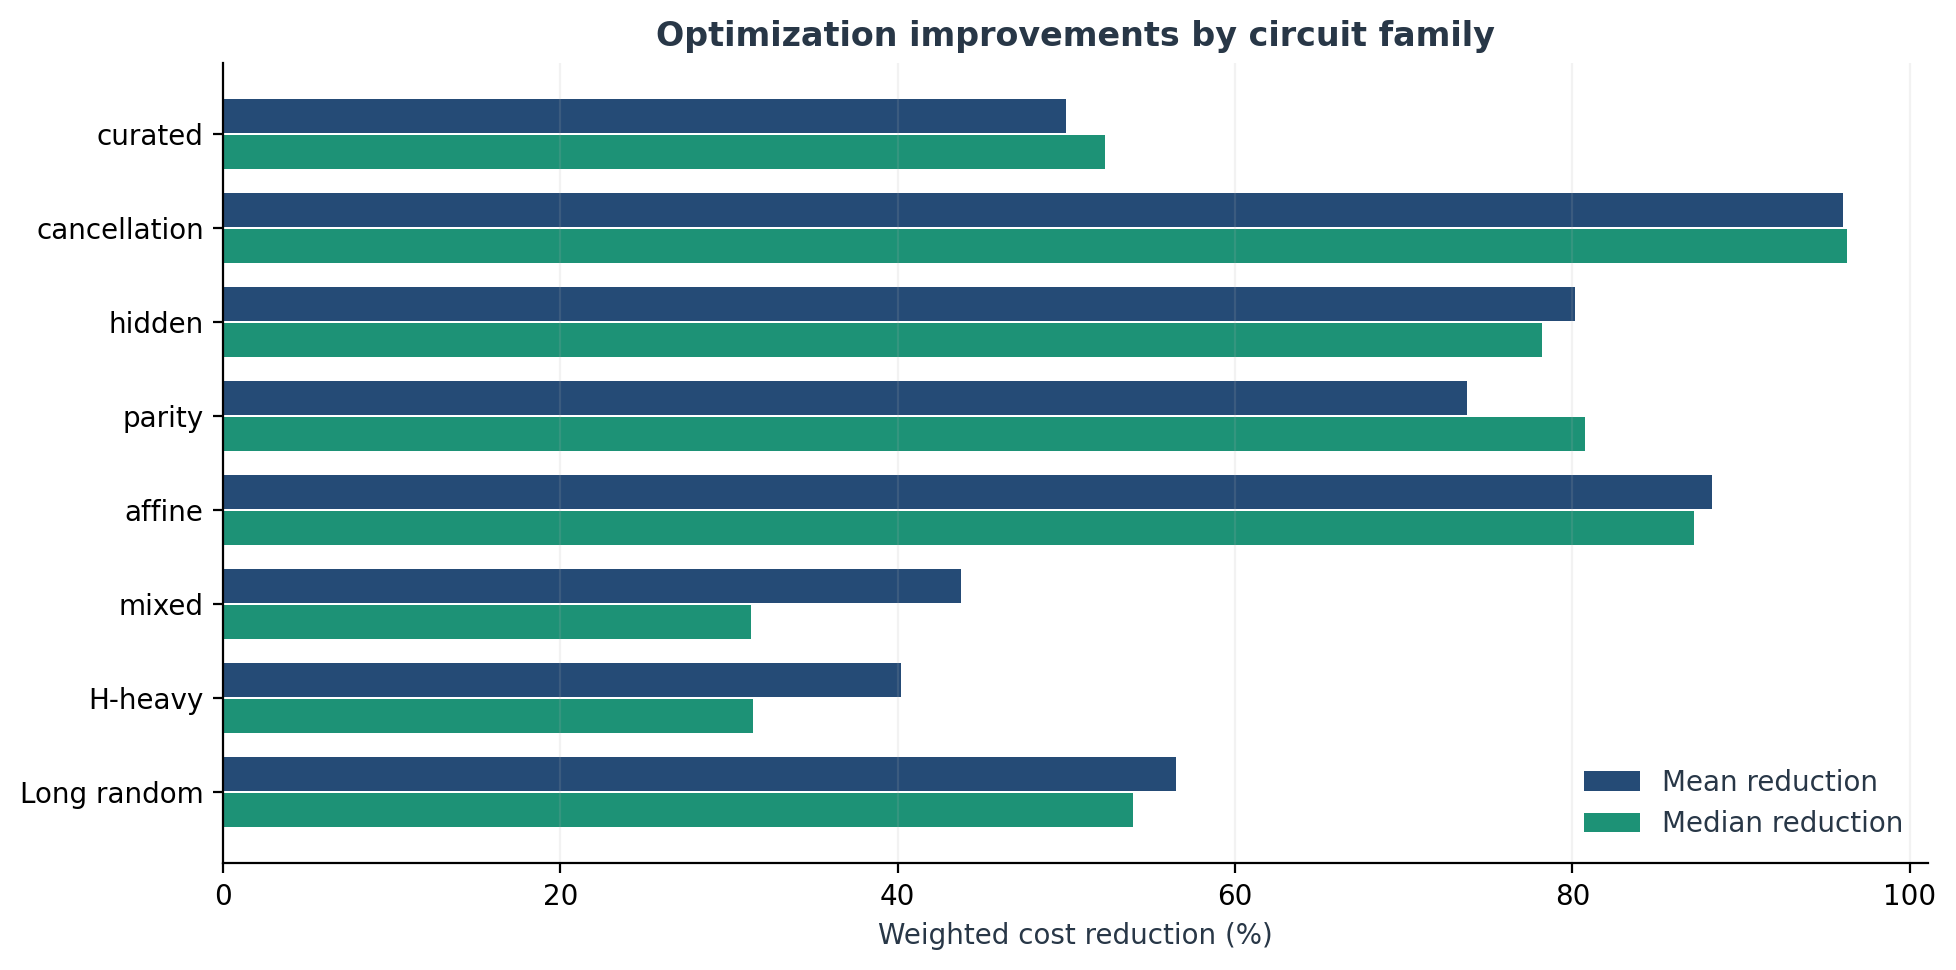 Optimization improvements by circuit family
curated
cancellation
hidden
parity
affine
mixed
H-heavy
Long random
Mean reduction
Median reduction
0 20 40 60 80 100
Weighted cost reduction (%)